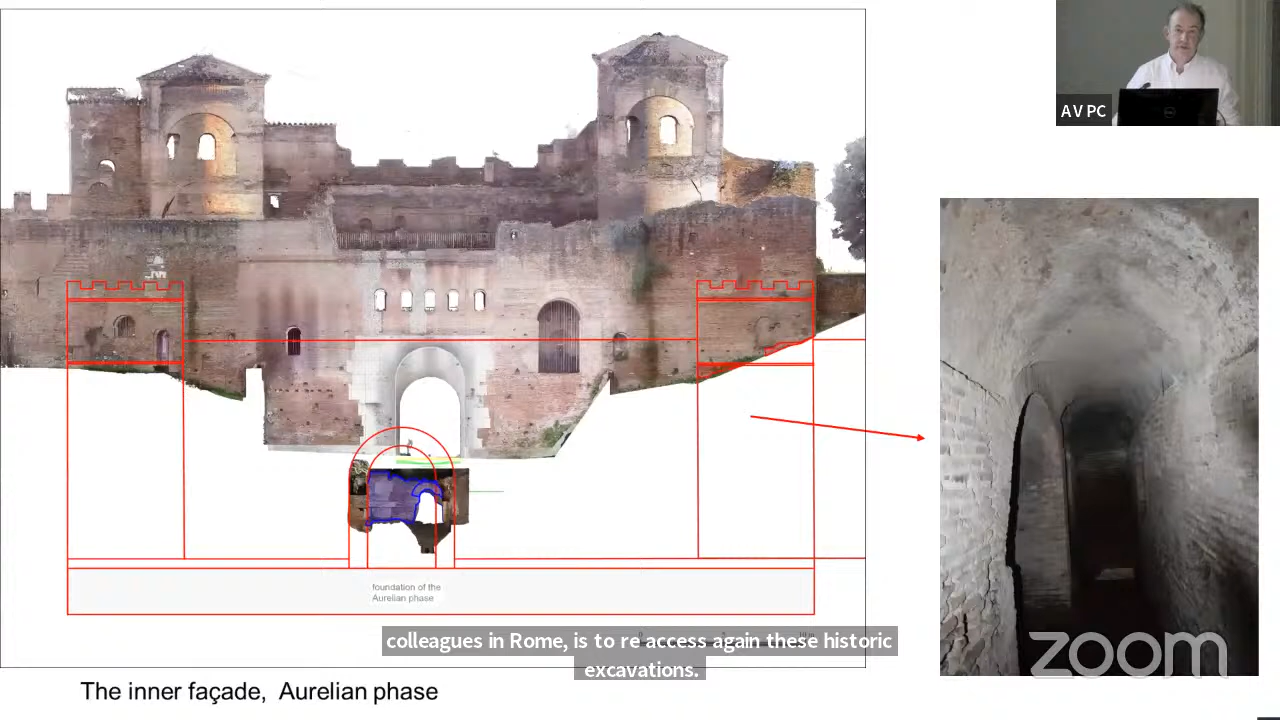 AV PC
foundation of the
Aurelian phase
colleagues in Rome, is to re access again these historic
excavations.
zoom
The inner façade, Aurelian phase